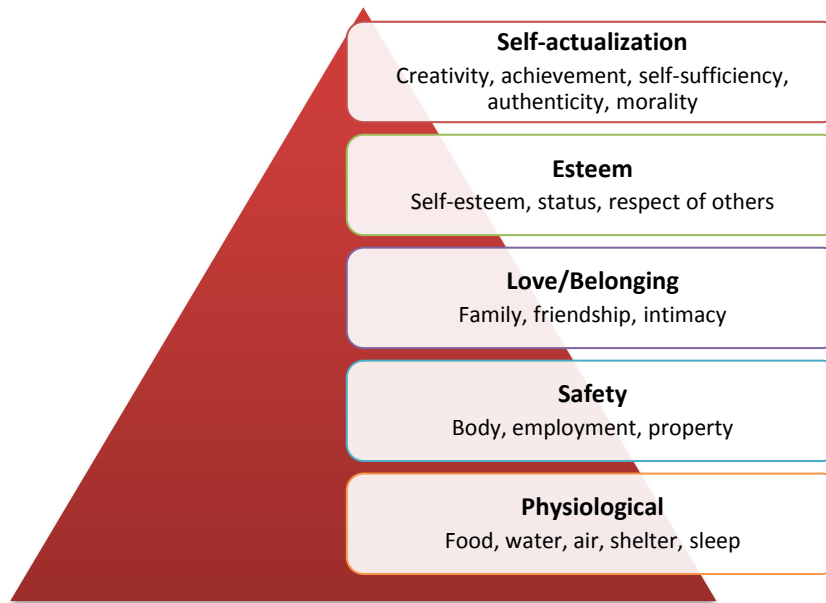 Self-actualization
Creativity, achievement, self-sufficiency,
authenticity, morality
Esteem
Self-esteem, status, respect of others
Love/Belonging
Family, friendship, intimacy
Safety
Body, employment, property
Physiological
Food, water, air, shelter, sleep